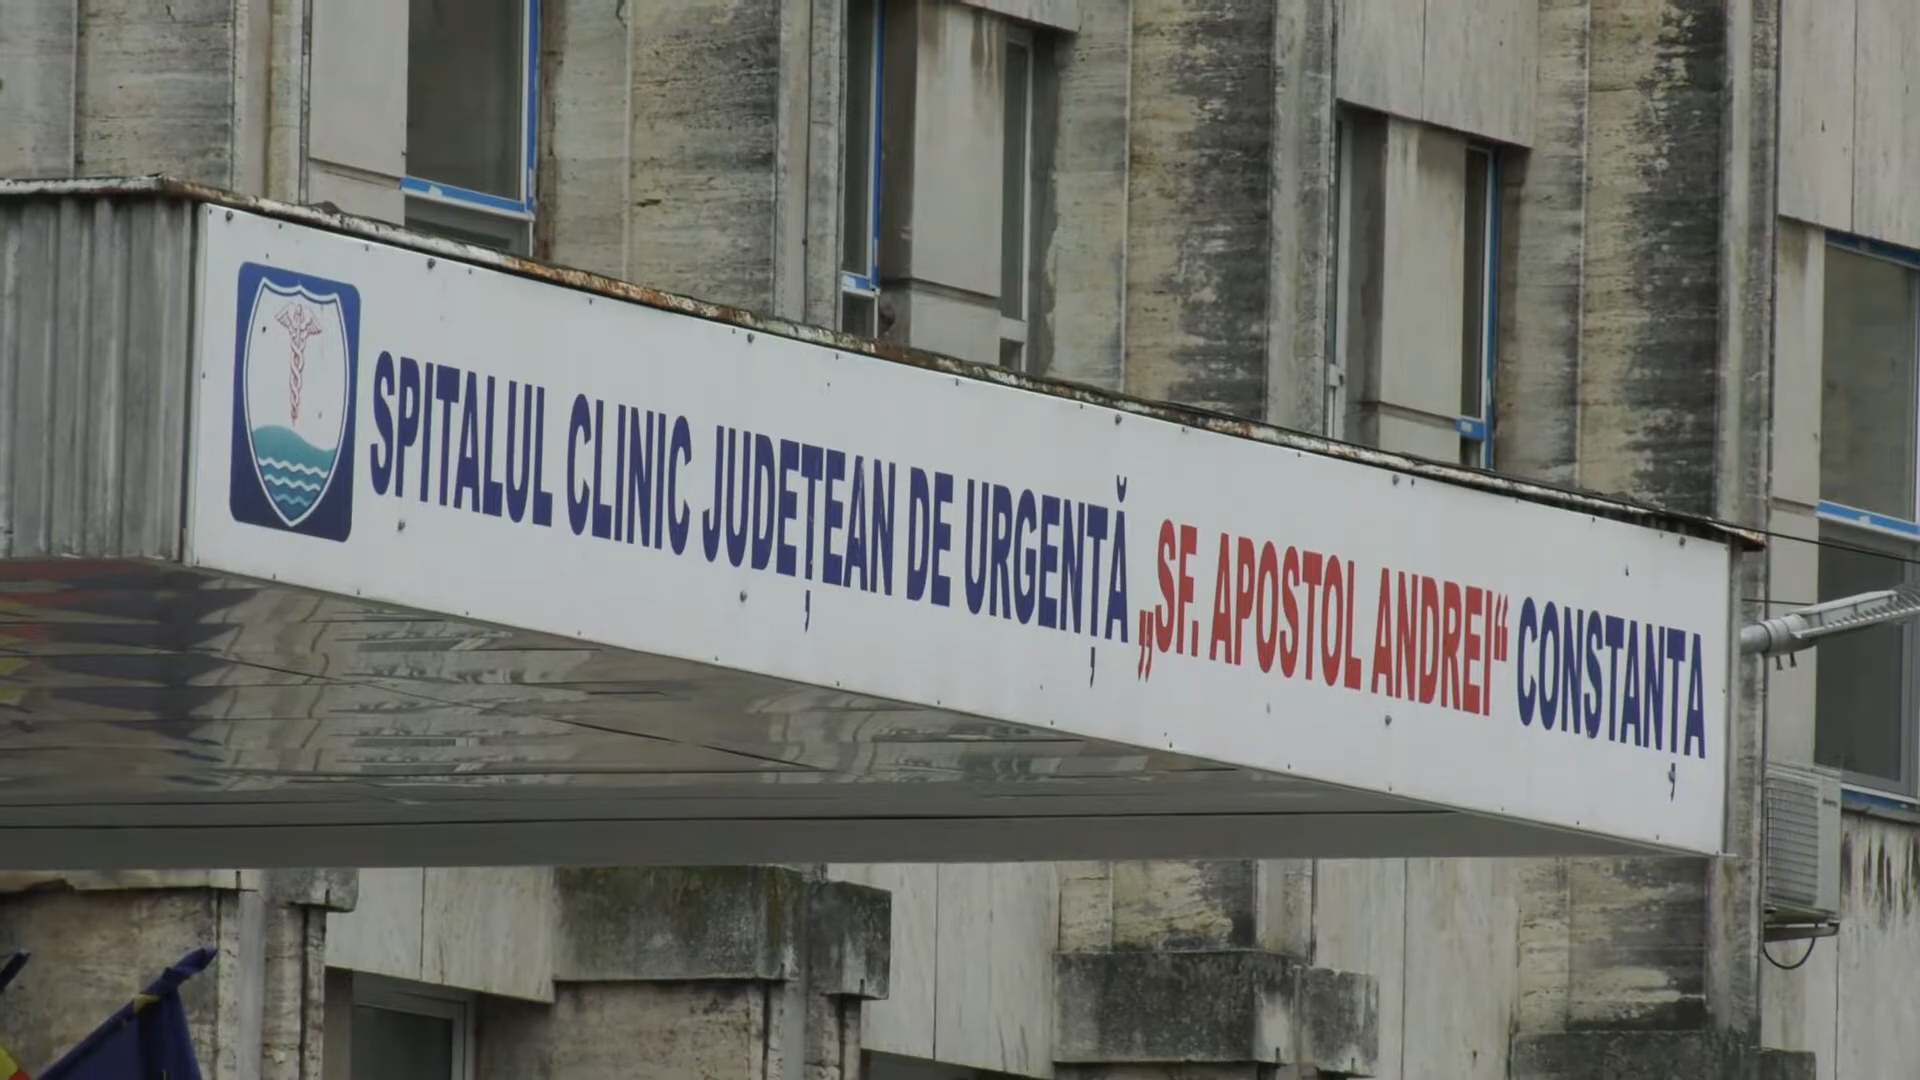 SPITALUL CLINIC JUDEȚEAN DE URGENȚĂ „SF. APOSTOL ANDREI“ CONSTANȚA